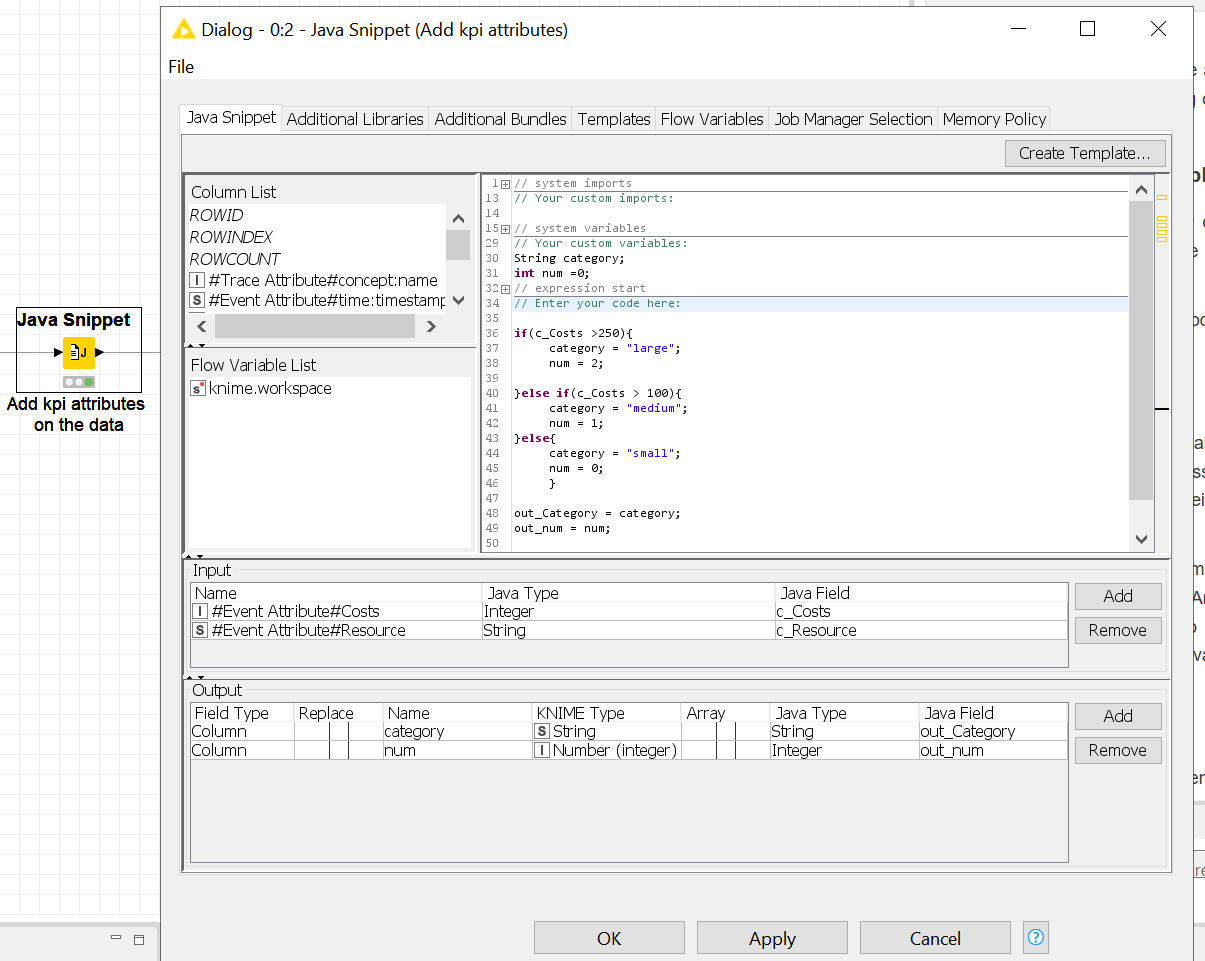 Dialog - 0:2 - Java Snippet (Add kpi attributes)
File
Java Snippet Additional Libraries Additional Bundles Templates Flow Variables Job Manager Selection Memory Policy
Create Template...
Column List
ROWID
ROWINDEX
ROWCOUNT
I #Trace Attribute#concept:name
S #Event Attribute#time:timestamp
Flow Variable List
s knime.workspace
1 // system imports
13 // Your custom imports:
14
15 // system variables
29 // Your custom variables:
30 String category;
31 int num =0;
32 // expression start
34 // Enter your code here:
35
36 if(c_Costs >250){
37 category = "large";
38 num = 2;
39
40 }else if(c_Costs > 100){
41 category = "medium";
42 num = 1;
43 }else{
44 category = "small";
45 num = 0;
46 }
47
48 out_Category = category;
49 out_num = num;
50
Java Snippet
J
Add kpi attributes
on the data
Input
Name Java Type Java Field
I #Event Attribute#Costs Integer c_Costs
S #Event Attribute#Resource String c_Resource
Add
Remove
Output
Field Type Replace Name KNIME Type Array Java Type Java Field
Column category S String String out_Category
Column num I Number (integer) Integer out_num
Add
Remove
OK Apply Cancel ?